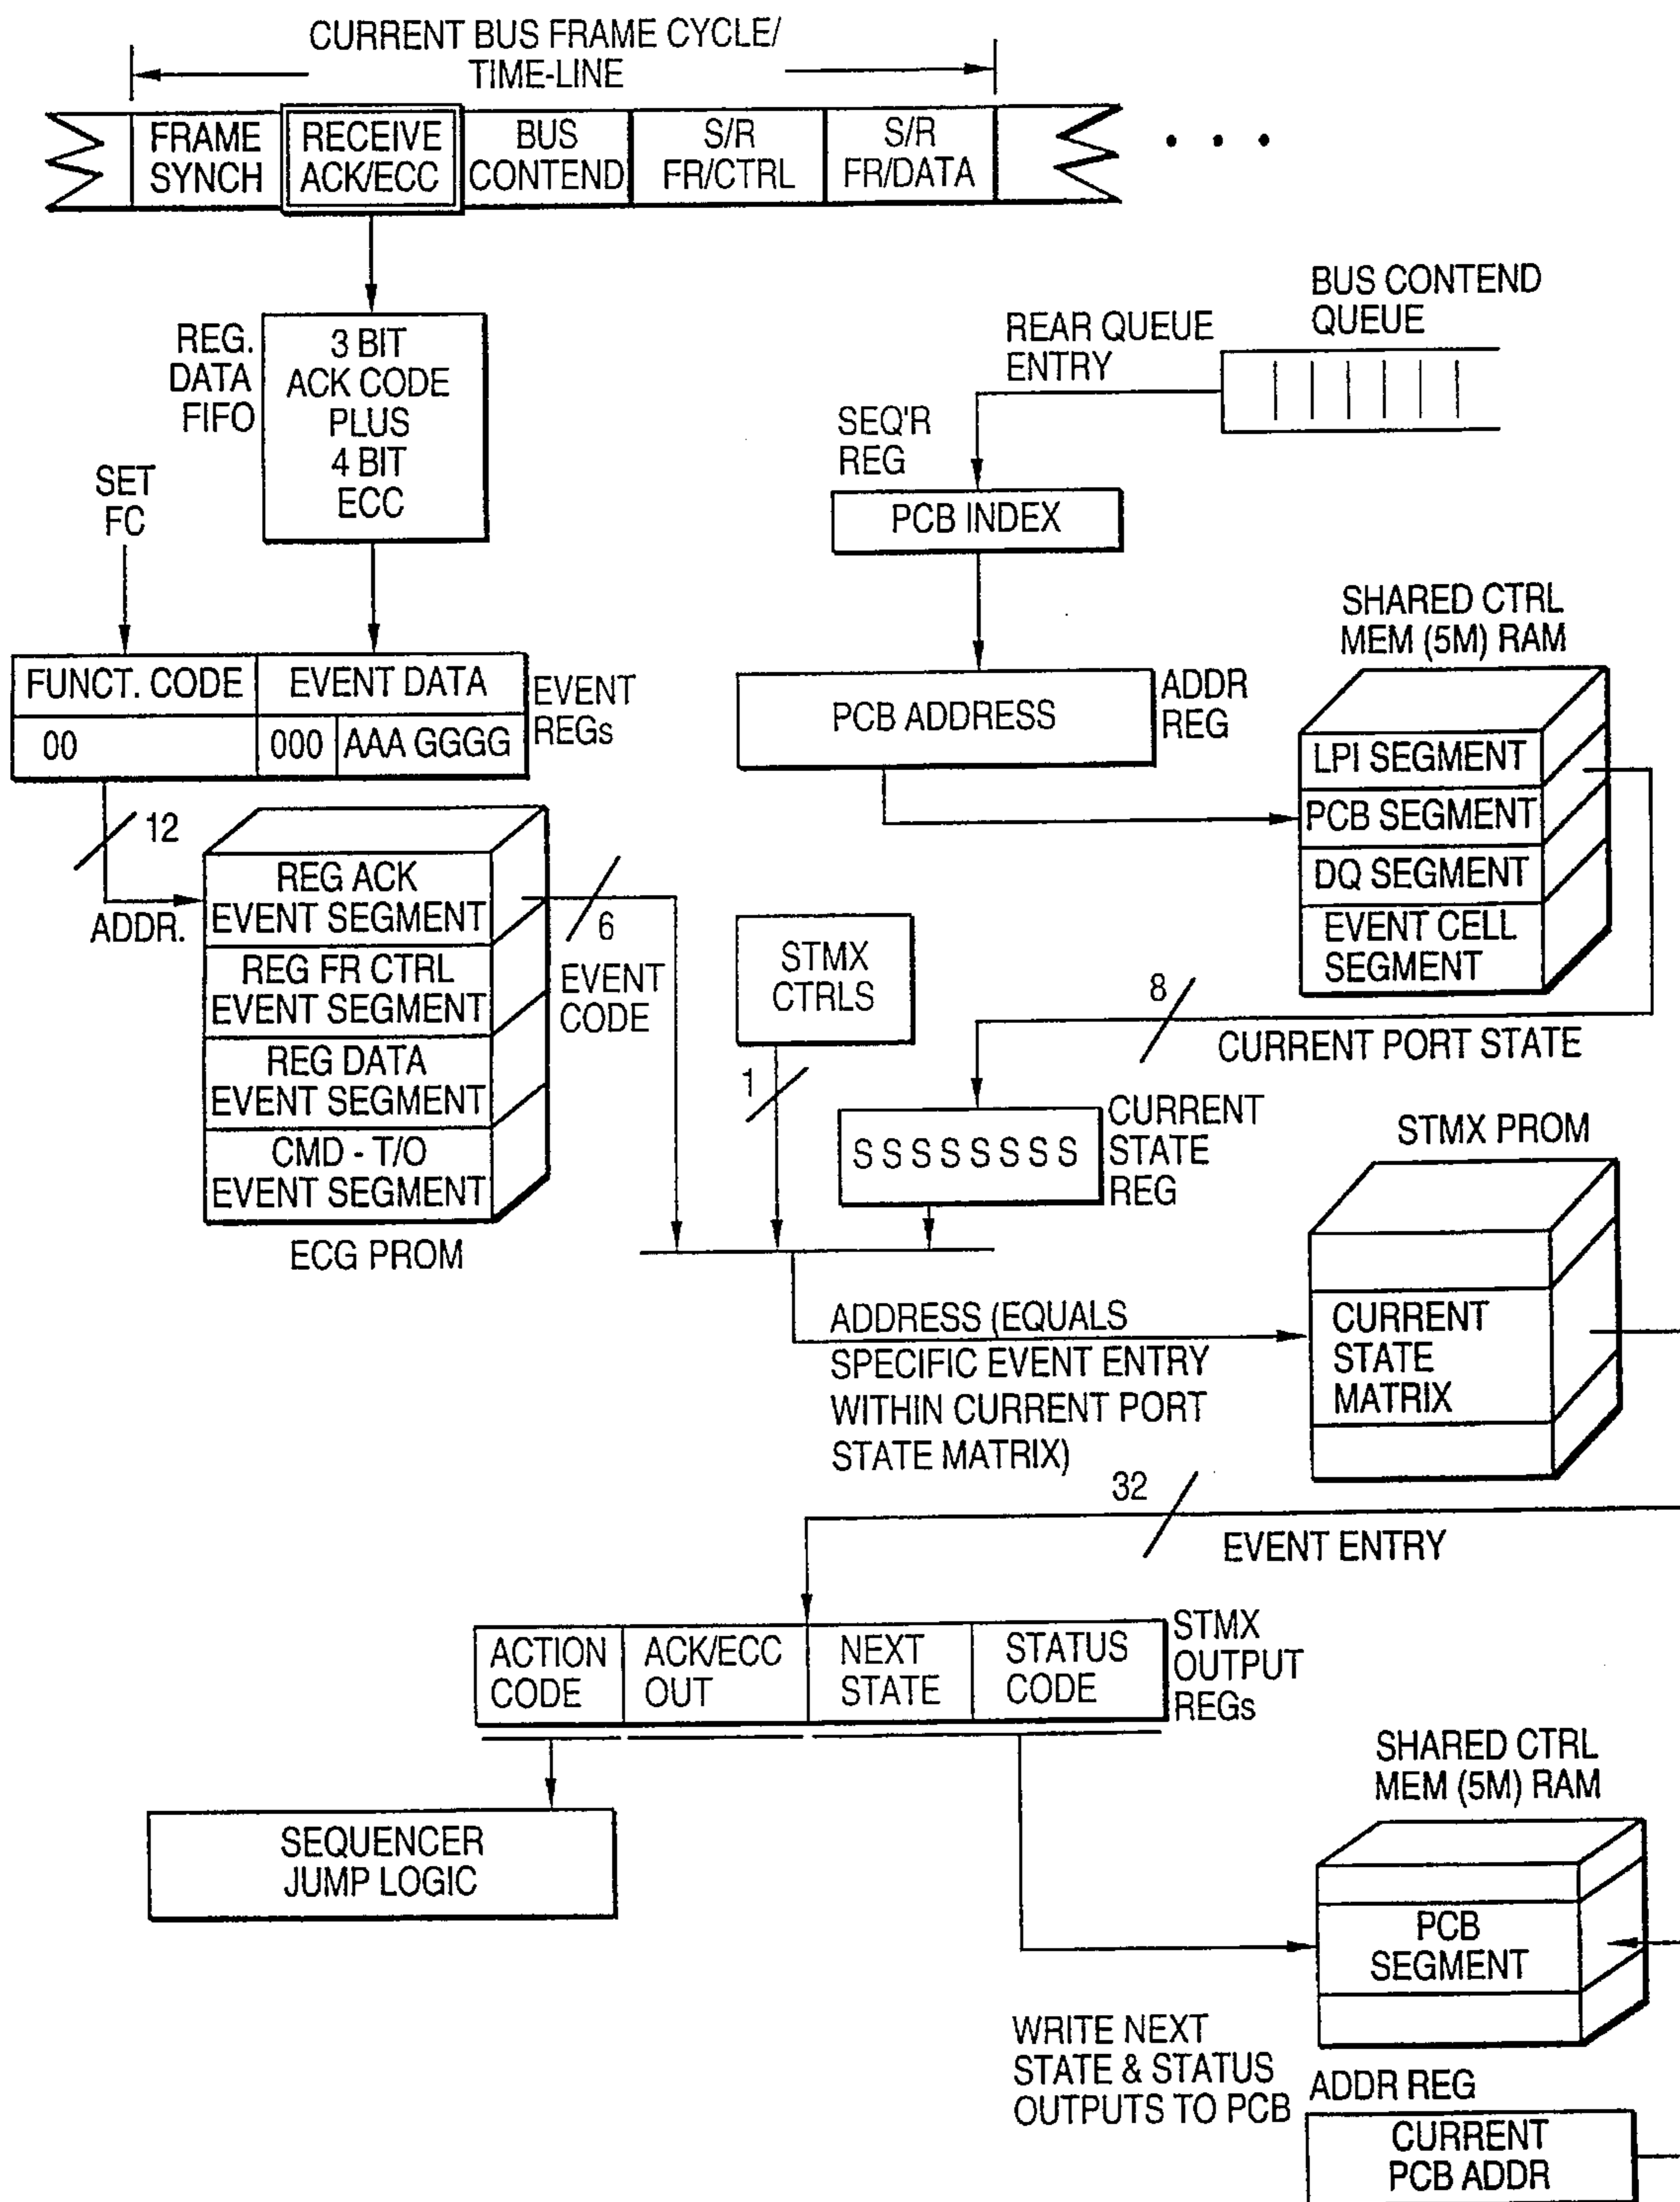 CURRENT BUS FRAME CYCLE/
TIME-LINE
FRAME
SYNCH
RECEIVE
ACK/ECC
BUS
CONTEND
S/R
FR/CTRL
S/R
FR/DATA
• • •
REG.
DATA
FIFO
3 BIT
ACK CODE
PLUS
4 BIT
ECC
BUS CONTEND
QUEUE
REAR QUEUE
ENTRY
SEQ'R
REG
PCB INDEX
SET
FC
FUNCT. CODE
EVENT DATA
00
000
AAA GGGG
EVENT
REGs
PCB ADDRESS
ADDR
REG
SHARED CTRL
MEM (5M) RAM
LPI SEGMENT
PCB SEGMENT
DQ SEGMENT
EVENT CELL
SEGMENT
12
ADDR.
REG ACK
EVENT SEGMENT
REG FR CTRL
EVENT SEGMENT
REG DATA
EVENT SEGMENT
CMD - T/O
EVENT SEGMENT
ECG PROM
6
EVENT
CODE
STMX
CTRLS
1
8
CURRENT PORT STATE
S S S S S S S S
CURRENT
STATE
REG
STMX PROM
CURRENT
STATE
MATRIX
ADDRESS (EQUALS
SPECIFIC EVENT ENTRY
WITHIN CURRENT PORT
STATE MATRIX)
32
EVENT ENTRY
ACTION
CODE
ACK/ECC
OUT
NEXT
STATE
STATUS
CODE
STMX
OUTPUT
REGs
SEQUENCER
JUMP LOGIC
SHARED CTRL
MEM (5M) RAM
PCB
SEGMENT
WRITE NEXT
STATE & STATUS
OUTPUTS TO PCB
ADDR REG
CURRENT
PCB ADDR